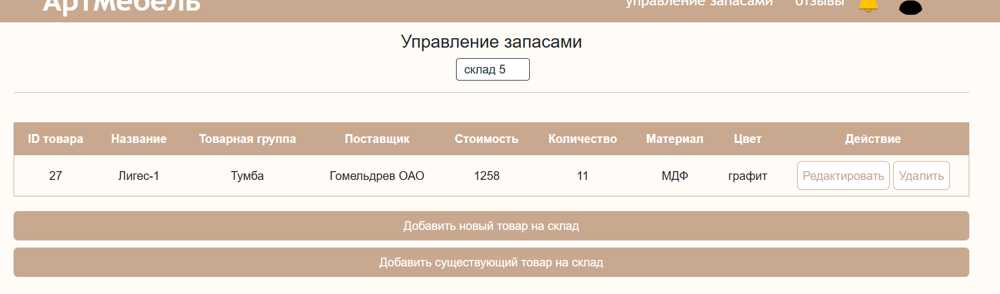 АртМебель
управление запасами отзывы
Управление запасами
склад 5
ID товара Название Товарная группа Поставщик Стоимость Количество Материал Цвет Действие
27 Лигес-1 Тумба Гомельдрев ОАО 1258 11 МДФ графит Редактировать Удалить
Добавить новый товар на склад
Добавить существующий товар на склад